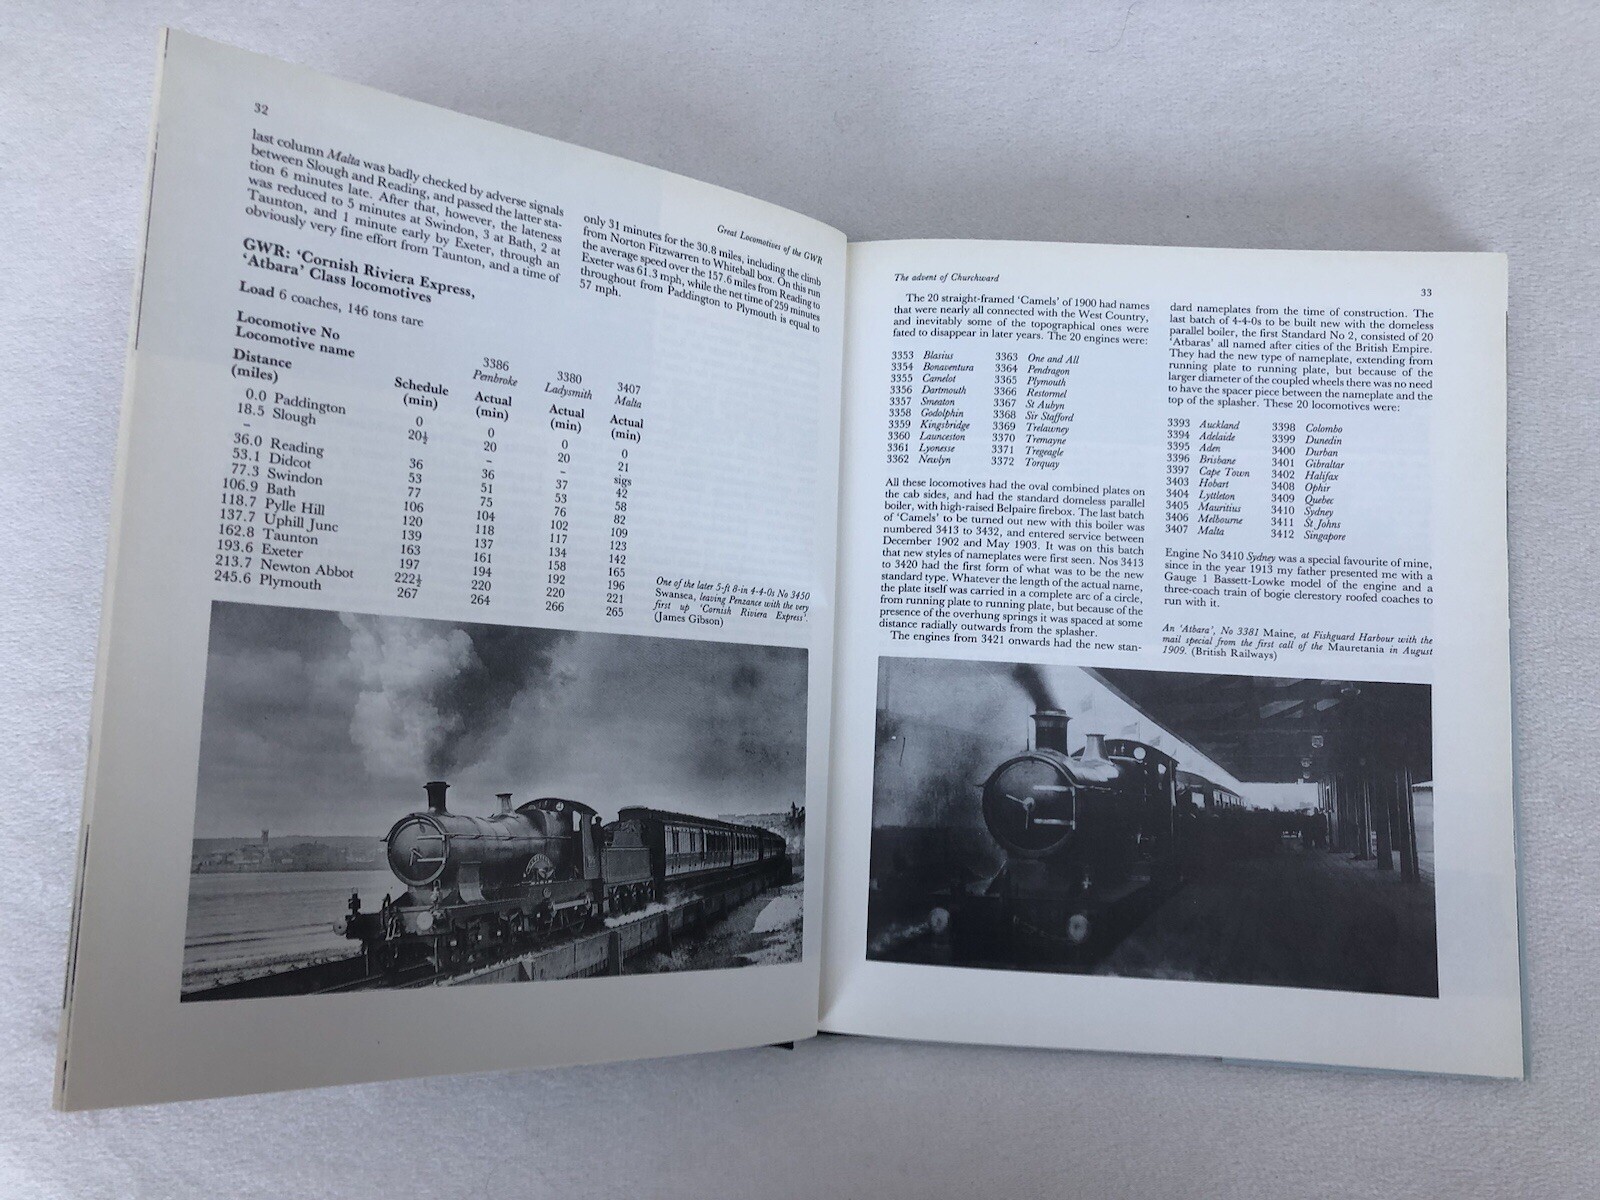 32
Great Locomotives of the GWR
last column Malta was badly checked by adverse signals
between Slough and Reading, and passed the latter sta-
tion 6 minutes late. After that, however, the lateness
was reduced to 5 minutes at Swindon, 3 at Bath, 2 at
Taunton, and 1 minute early by Exeter, through an
obviously very fine effort from Taunton, and a time of
only 31 minutes for the 30.8 miles, including the climb
from Norton Fitzwarren to Whiteball box. On this run
the average speed over the 157.6 miles from Reading to
Exeter was 61.3 mph, while the net time of 259 minutes
throughout from Paddington to Plymouth is equal to
57 mph.
GWR: 'Cornish Riviera Express,
'Atbara' Class locomotives
Load 6 coaches, 146 tons tare
Locomotive No 3386 3380 3407
Locomotive name Pembroke Ladysmith Malta
Distance Schedule Actual Actual Actual
(miles) (min) (min) (min) (min)
0.0 Paddington 0 0 0 0
18.5 Slough 20½ 20 20 21
– – – sigs
36.0 Reading 36 36 37 42
53.1 Didcot 53 51 53 58
77.3 Swindon 77 75 76 82
106.9 Bath 106 104 102 109
118.7 Pylle Hill 120 118 117 123
137.7 Uphill Junc 139 137 134 142
162.8 Taunton 163 161 158 165
193.6 Exeter 197 194 192 196
213.7 Newton Abbot 222½ 220 220 221
245.6 Plymouth 267 264 266 265
One of the later 5-ft 8-in 4-4-0s No 3450
Swansea, leaving Penzance with the very
first up 'Cornish Riviera Express'.
(James Gibson)
The advent of Churchward
33
The 20 straight-framed 'Camels' of 1900 had names
that were nearly all connected with the West Country,
and inevitably some of the topographical ones were
fated to disappear in later years. The 20 engines were:
3353 Blasius 3363 One and All
3354 Bonaventura 3364 Pendragon
3355 Camelot 3365 Plymouth
3356 Dartmouth 3366 Restormel
3357 Smeaton 3367 St Aubyn
3358 Godolphin 3368 Sir Stafford
3359 Kingsbridge 3369 Trelawney
3360 Launceston 3370 Tremayne
3361 Lyonesse 3371 Tregeagle
3362 Newlyn 3372 Torquay
All these locomotives had the oval combined plates on
the cab sides, and had the standard domeless parallel
boiler, with high-raised Belpaire firebox. The last batch
of 'Camels' to be turned out new with this boiler was
numbered 3413 to 3432, and entered service between
December 1902 and May 1903. It was on this batch
that new styles of nameplates were first seen. Nos 3413
to 3420 had the first form of what was to be the new
standard type. Whatever the length of the actual name,
the plate itself was carried in a complete arc of a circle,
from running plate to running plate, but because of the
presence of the overhung springs it was spaced at some
distance radially outwards from the splasher.
The engines from 3421 onwards had the new stan-
dard nameplates from the time of construction. The
last batch of 4-4-0s to be built new with the domeless
parallel boiler, the first Standard No 2, consisted of 20
'Atbaras' all named after cities of the British Empire.
They had the new type of nameplate, extending from
running plate to running plate, but because of the
larger diameter of the coupled wheels there was no need
to have the spacer piece between the nameplate and the
top of the splasher. These 20 locomotives were:
3393 Auckland 3398 Colombo
3394 Adelaide 3399 Dunedin
3395 Aden 3400 Durban
3396 Brisbane 3401 Gibraltar
3397 Cape Town 3402 Halifax
3403 Hobart 3408 Ophir
3404 Lyttleton 3409 Quebec
3405 Mauritius 3410 Sydney
3406 Melbourne 3411 St Johns
3407 Malta 3412 Singapore
Engine No 3410 Sydney was a special favourite of mine,
since in the year 1913 my father presented me with a
Gauge 1 Bassett-Lowke model of the engine and a
three-coach train of bogie clerestory roofed coaches to
run with it.
An 'Atbara', No 3381 Maine, at Fishguard Harbour with the
mail special from the first call of the Mauretania in August
1909. (British Railways)